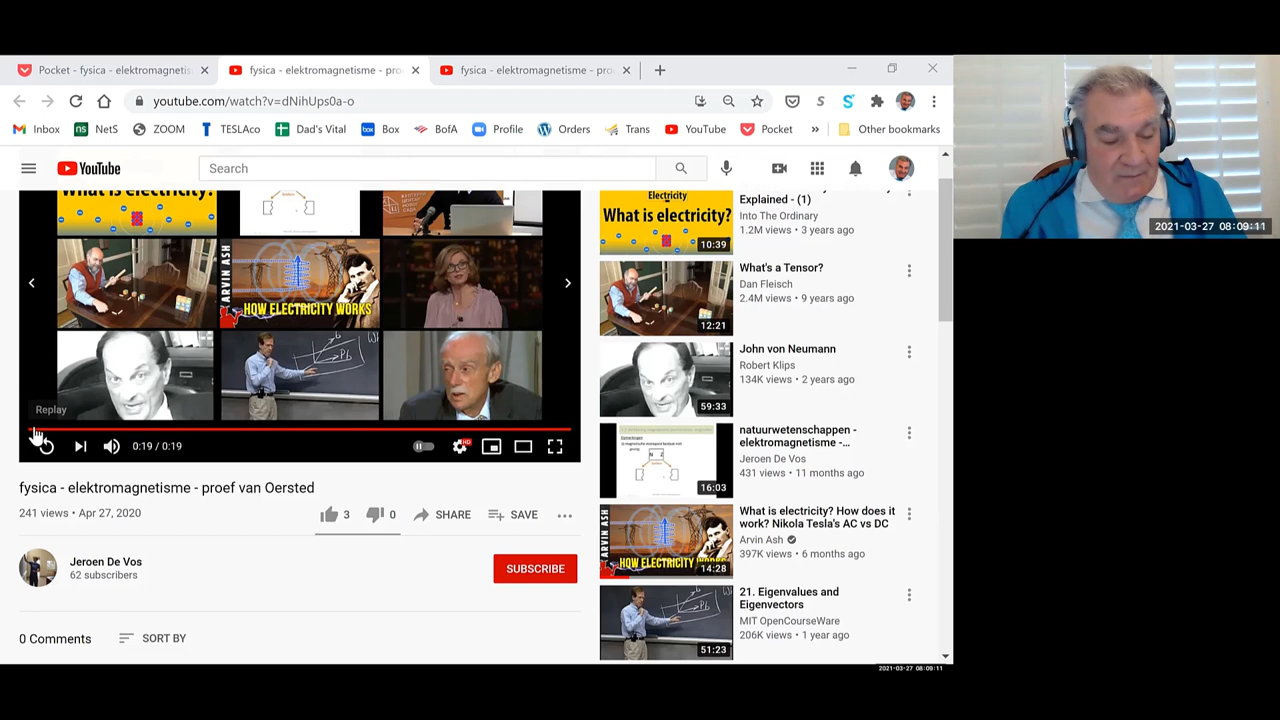 Pocket - fysica - elektromagnetis
fysica - elektromagnetisme - pro
fysica - elektromagnetisme - pro
youtube.com/watch?v=dNihUps0a-o
Inbox
ns NetS
ZOOM
TESLAco
Dad's Vital
box Box
BofA
Profile
Orders
Trans
YouTube
Pocket
»
Other bookmarks
YouTube
Search
What is electricity?
ARVIN ASH
HOW ELECTRICITY WORKS
b
Pb
Replay
0:19 / 0:19
HD
fysica - elektromagnetisme - proef van Oersted
241 views • Apr 27, 2020
3
0
SHARE
SAVE
Jeroen De Vos
62 subscribers
SUBSCRIBE
0 Comments
SORT BY
Electricity
What is electricity?
10:39
Explained - (1)
Into The Ordinary
1.2M views • 3 years ago
12:21
What's a Tensor?
Dan Fleisch
2.4M views • 9 years ago
59:33
John von Neumann
Robert Klips
134K views • 2 years ago
N Z
16:03
natuurwetenschappen -
elektromagnetisme -...
Jeroen De Vos
431 views • 11 months ago
ARVIN ASH
HOW ELECTRICITY
14:28
What is electricity? How does it
work? Nikola Tesla's AC vs DC
Arvin Ash
397K views • 6 months ago
b
Pb
51:23
21. Eigenvalues and
Eigenvectors
MIT OpenCourseWare
206K views • 1 year ago
2021-03-27 08:09:11
2021-03-27 08:09:11